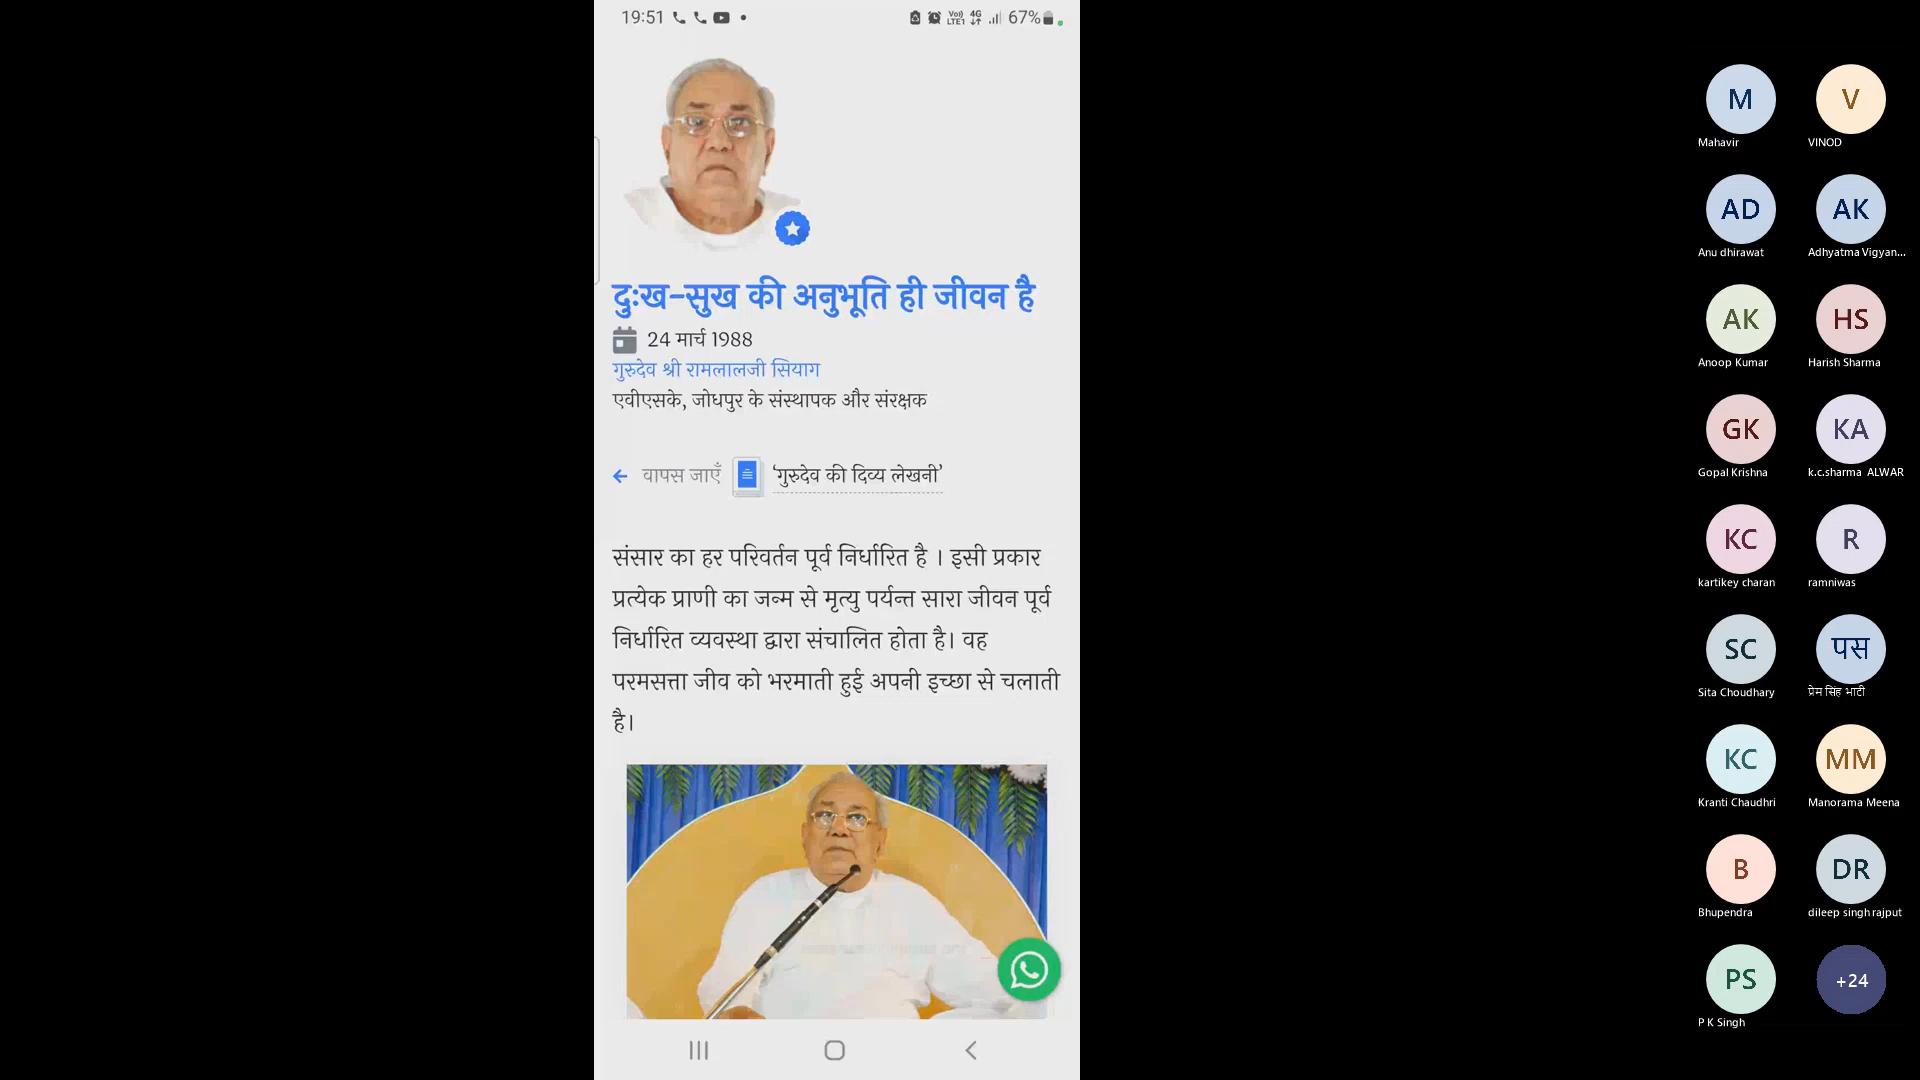 19:51
Vo) 4G
LTE1
67%
दुःख-सुख की अनुभूति ही जीवन है
24 मार्च 1988
गुरुदेव श्री रामलालजी सियाग
एवीएसके, जोधपुर के संस्थापक और संरक्षक
वापस जाएँ ‘गुरुदेव की दिव्य लेखनी’
संसार का हर परिवर्तन पूर्व निर्धारित है । इसी प्रकार
प्रत्येक प्राणी का जन्म से मृत्यु पर्यन्त सारा जीवन पूर्व
निर्धारित व्यवस्था द्वारा संचालित होता है। वह
परमसत्ता जीव को भरमाती हुई अपनी इच्छा से चलाती
है।
M V
Mahavir VINOD
AD AK
Anu dhirawat Adhyatma Vigyan...
AK HS
Anoop Kumar Harish Sharma
GK KA
Gopal Krishna k.c.sharma ALWAR
KC R
kartikey charan ramniwas
SC पस
Sita Choudhary प्रेम सिंह भाटी
KC MM
Kranti Chaudhri Manorama Meena
B DR
Bhupendra dileep singh rajput
PS +24
P K Singh